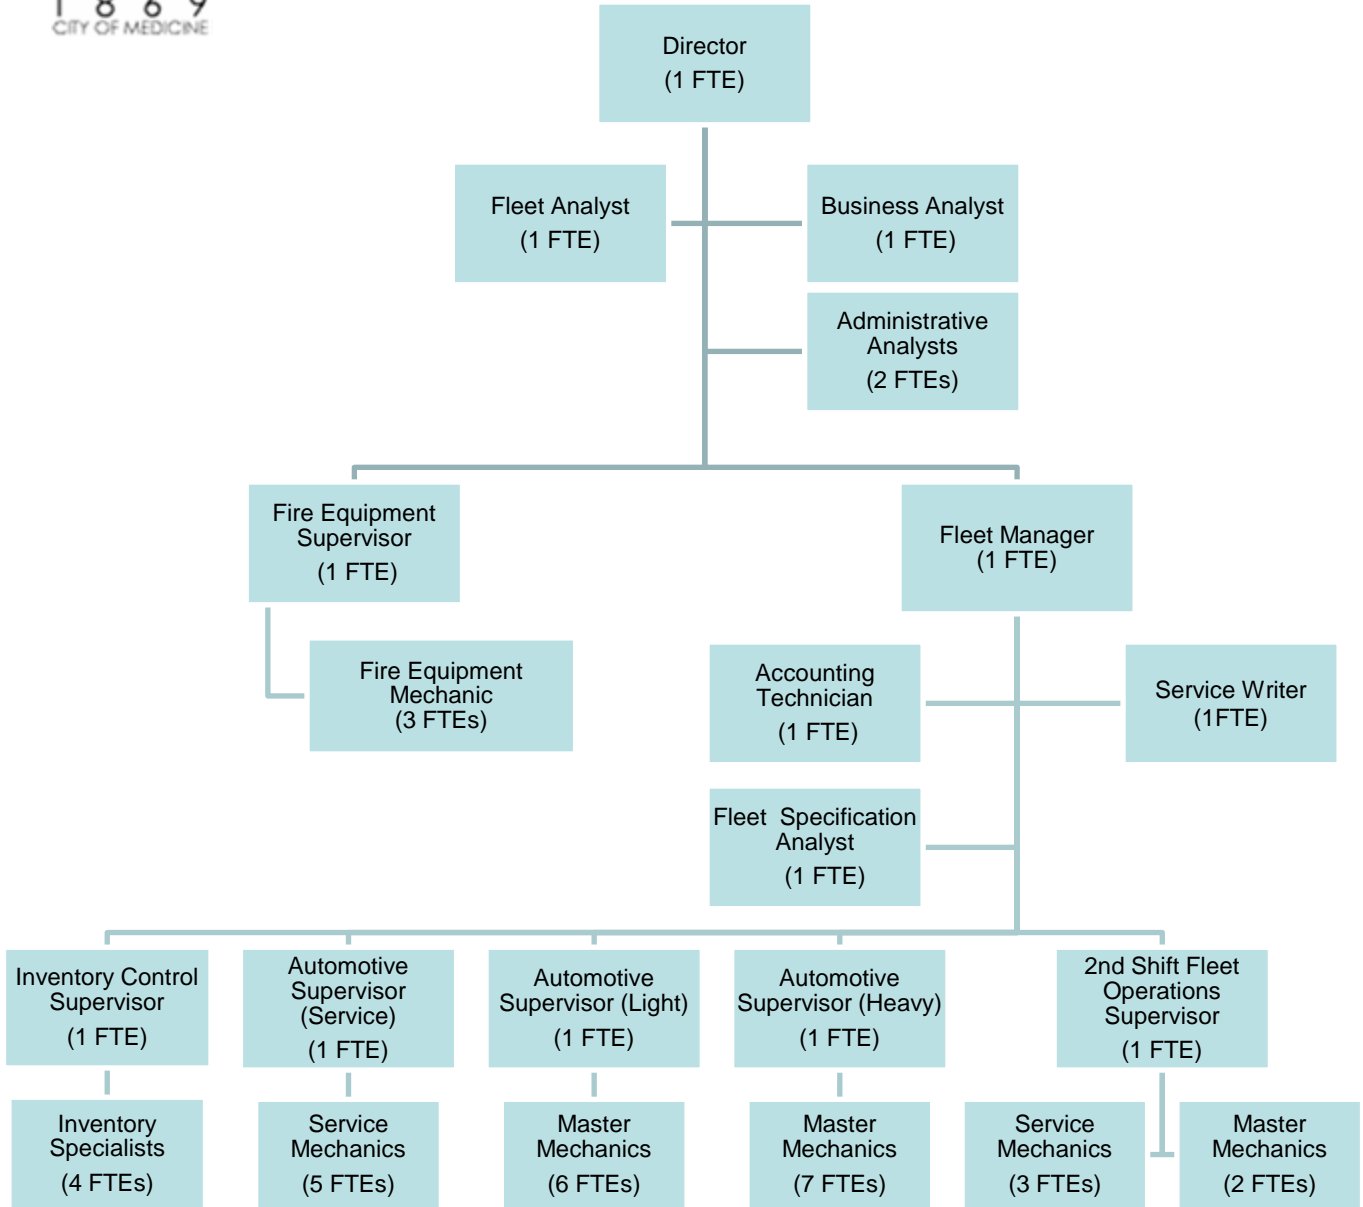 1 8 6 9
CITY OF MEDICINE
Director
(1 FTE)
Fleet Analyst
(1 FTE)
Business Analyst
(1 FTE)
Administrative
Analysts
(2 FTEs)
Fire Equipment
Supervisor
(1 FTE)
Fleet Manager
(1 FTE)
Fire Equipment
Mechanic
(3 FTEs)
Accounting
Technician
(1 FTE)
Service Writer
(1FTE)
Fleet  Specification
Analyst
(1 FTE)
Inventory Control
Supervisor
(1 FTE)
Automotive
Supervisor
(Service)
(1 FTE)
Automotive
Supervisor (Light)
(1 FTE)
Automotive
Supervisor (Heavy)
(1 FTE)
2nd Shift Fleet
Operations
Supervisor
(1 FTE)
Inventory
Specialists
(4 FTEs)
Service
Mechanics
(5 FTEs)
Master
Mechanics
(6 FTEs)
Master
Mechanics
(7 FTEs)
Service
Mechanics
(3 FTEs)
Master
Mechanics
(2 FTEs)